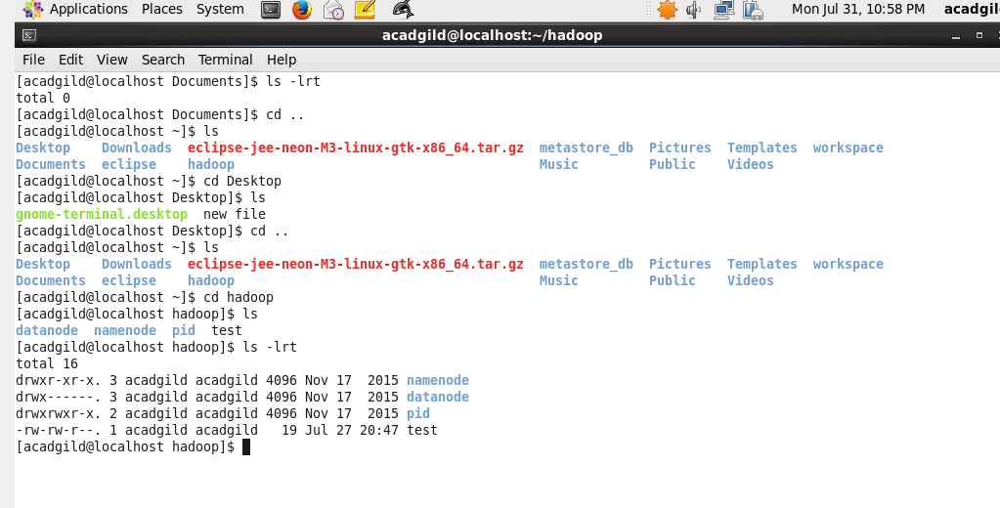 Applications Places System Mon Jul 31, 10:58 PM acadgil
acadgild@localhost:~/hadoop
File Edit View Search Terminal Help
[acadgild@localhost Documents]$ ls -lrt
total 0
[acadgild@localhost Documents]$ cd ..
[acadgild@localhost ~]$ ls
Desktop Downloads eclipse-jee-neon-M3-linux-gtk-x86_64.tar.gz metastore_db Pictures Templates workspace
Documents eclipse hadoop Music Public Videos
[acadgild@localhost ~]$ cd Desktop
[acadgild@localhost Desktop]$ ls
gnome-terminal.desktop new file
[acadgild@localhost Desktop]$ cd ..
[acadgild@localhost ~]$ ls
Desktop Downloads eclipse-jee-neon-M3-linux-gtk-x86_64.tar.gz metastore_db Pictures Templates workspace
Documents eclipse hadoop Music Public Videos
[acadgild@localhost ~]$ cd hadoop
[acadgild@localhost hadoop]$ ls
datanode namenode pid test
[acadgild@localhost hadoop]$ ls -lrt
total 16
drwxr-xr-x. 3 acadgild acadgild 4096 Nov 17 2015 namenode
drwx------. 3 acadgild acadgild 4096 Nov 17 2015 datanode
drwxrwxr-x. 2 acadgild acadgild 4096 Nov 17 2015 pid
-rw-rw-r--. 1 acadgild acadgild 19 Jul 27 20:47 test
[acadgild@localhost hadoop]$